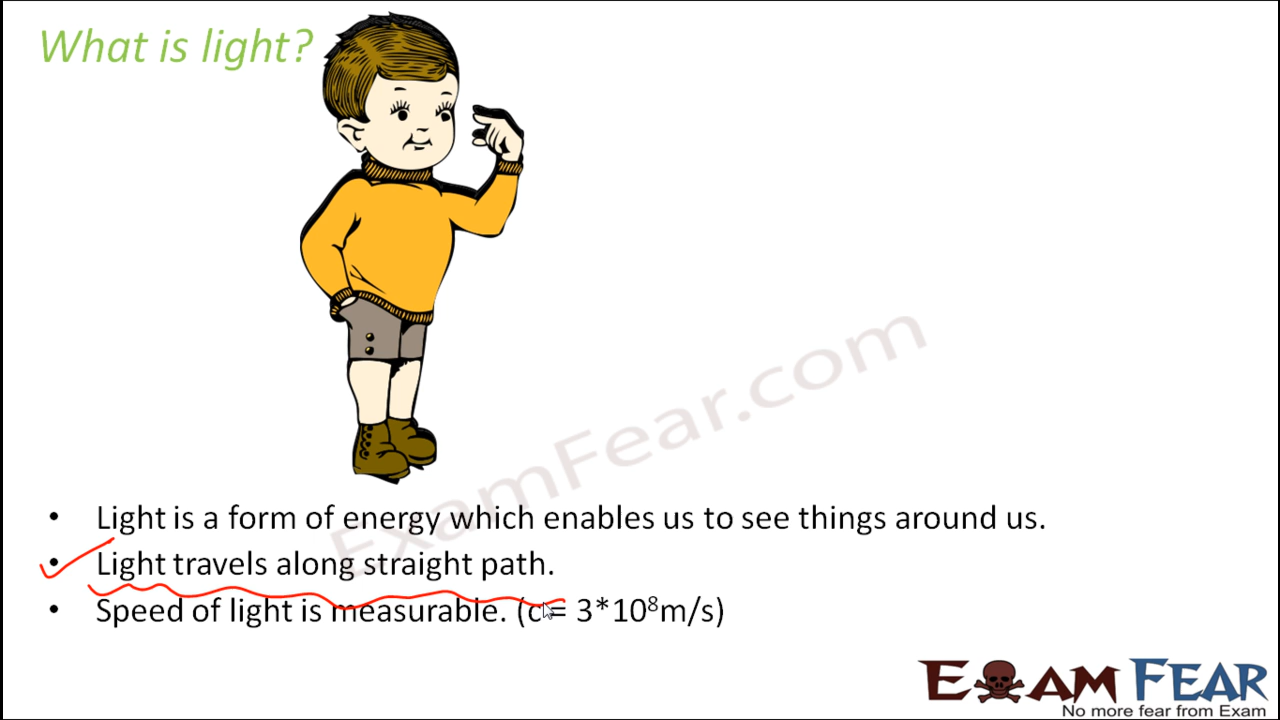 What is light?
ExamFear.com
• Light is a form of energy which enables us to see things around us.
• Light travels along straight path.
• Speed of light is measurable. (c = 3*10⁸m/s)
EXAM FEAR
No more fear from Exam